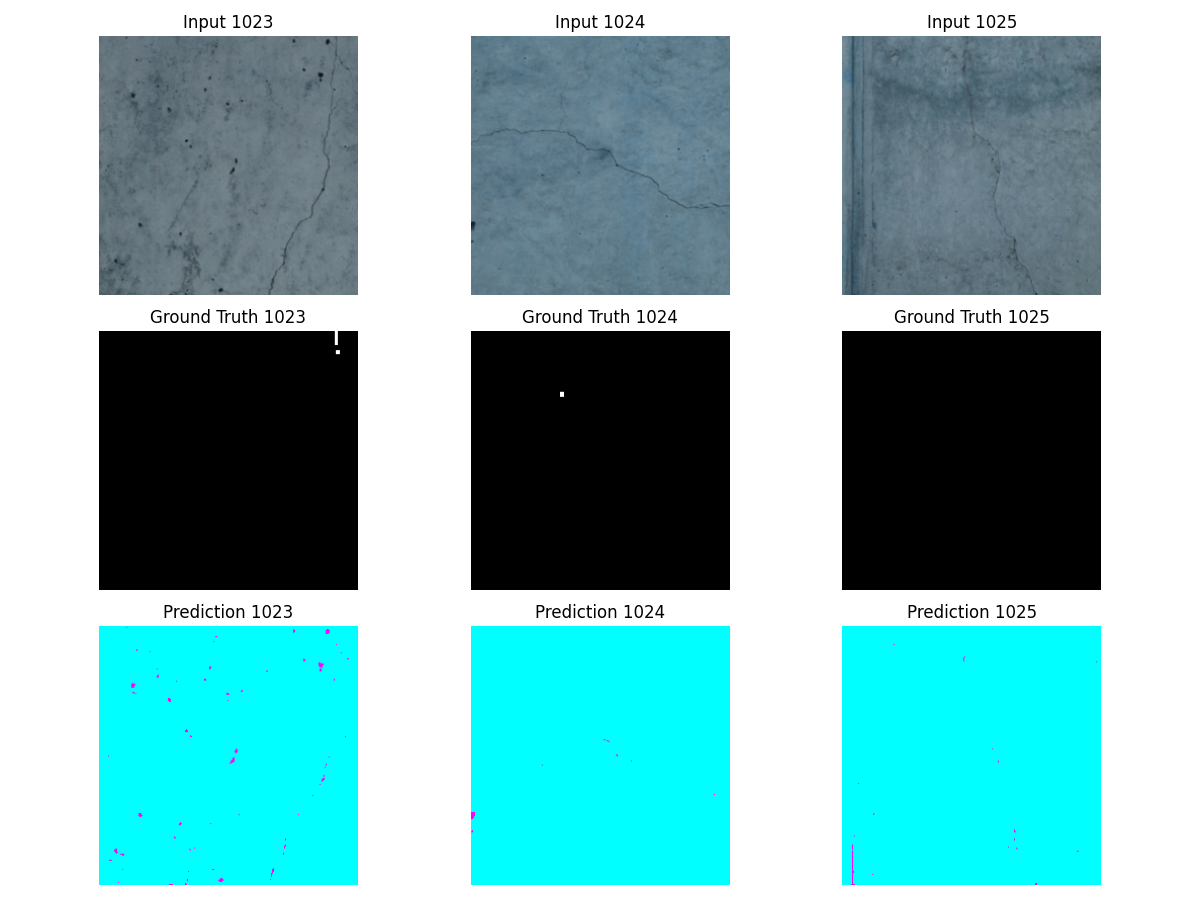 Input 1023
Input 1024
Input 1025
Ground Truth 1023
Ground Truth 1024
Ground Truth 1025
Prediction 1023
Prediction 1024
Prediction 1025